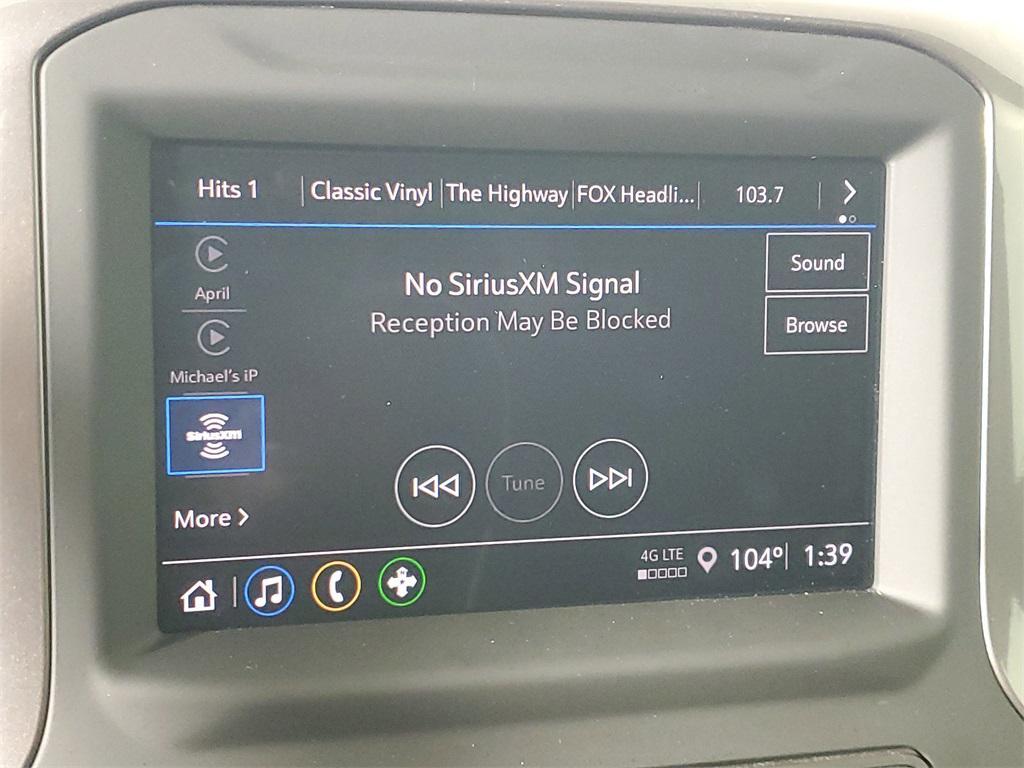 Hits 1
Classic Vinyl
The Highway
FOX Headli...
103.7
April
Michael's iP
SiriusXM
More
No SiriusXM Signal
Reception May Be Blocked
Sound
Browse
Tune
4G LTE
104°
1:39